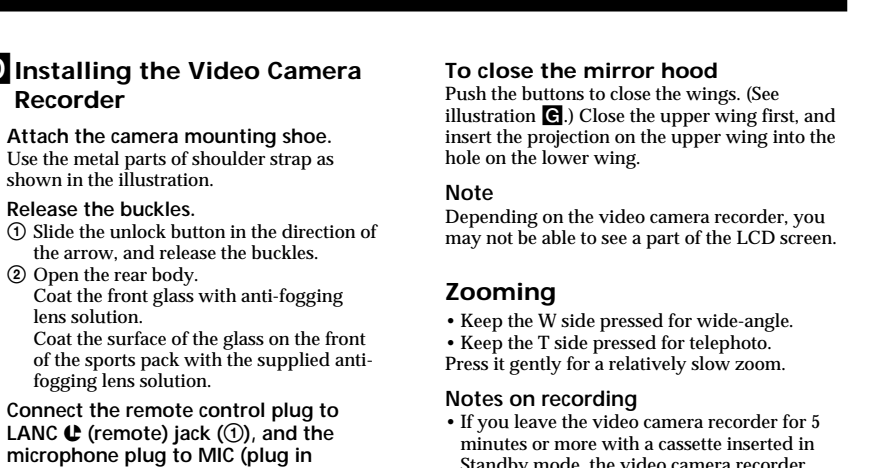 Installing the Video Camera
Recorder
Attach the camera mounting shoe.
Use the metal parts of shoulder strap as
shown in the illustration.
Release the buckles.
① Slide the unlock button in the direction of
the arrow, and release the buckles.
② Open the rear body.
Coat the front glass with anti-fogging
lens solution.
Coat the surface of the glass on the front
of the sports pack with the supplied anti-
fogging lens solution.
Connect the remote control plug to
LANC (remote) jack (①), and the
microphone plug to MIC (plug in
To close the mirror hood
Push the buttons to close the wings. (See
illustration G.) Close the upper wing first, and
insert the projection on the upper wing into the
hole on the lower wing.
Note
Depending on the video camera recorder, you
may not be able to see a part of the LCD screen.
Zooming
• Keep the W side pressed for wide-angle.
• Keep the T side pressed for telephoto.
Press it gently for a relatively slow zoom.
Notes on recording
• If you leave the video camera recorder for 5
minutes or more with a cassette inserted in
Standby mode, the video camera recorder